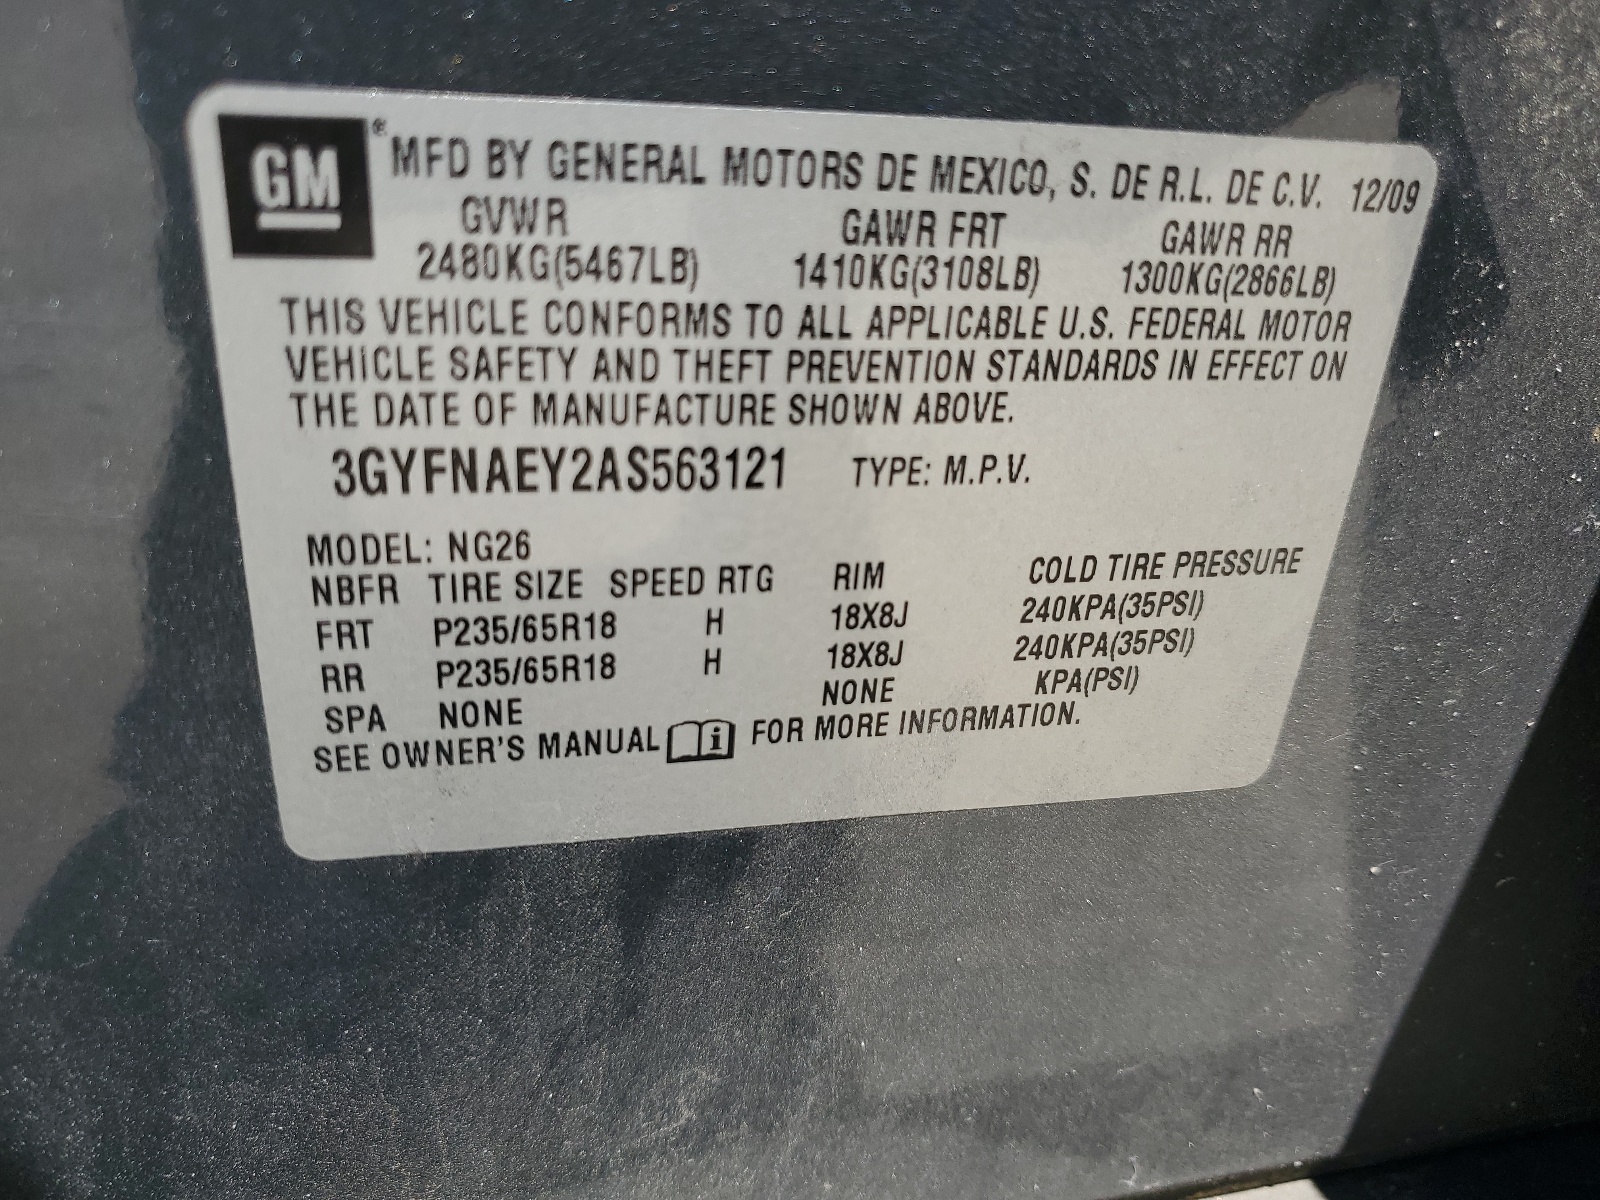 GM ® MFD BY GENERAL MOTORS DE MEXICO, S. DE R.L. DE C.V. 12/09
GVWR GAWR FRT GAWR RR
2480KG(5467LB) 1410KG(3108LB) 1300KG(2866LB)
THIS VEHICLE CONFORMS TO ALL APPLICABLE U.S. FEDERAL MOTOR
VEHICLE SAFETY AND THEFT PREVENTION STANDARDS IN EFFECT ON
THE DATE OF MANUFACTURE SHOWN ABOVE.
3GYFNAEY2AS563121 TYPE: M.P.V.
MODEL: NG26
NBFR TIRE SIZE SPEED RTG RIM COLD TIRE PRESSURE
FRT P235/65R18 H 18X8J 240KPA(35PSI)
RR P235/65R18 H 18X8J 240KPA(35PSI)
SPA NONE NONE KPA(PSI)
SEE OWNER'S MANUAL i FOR MORE INFORMATION.